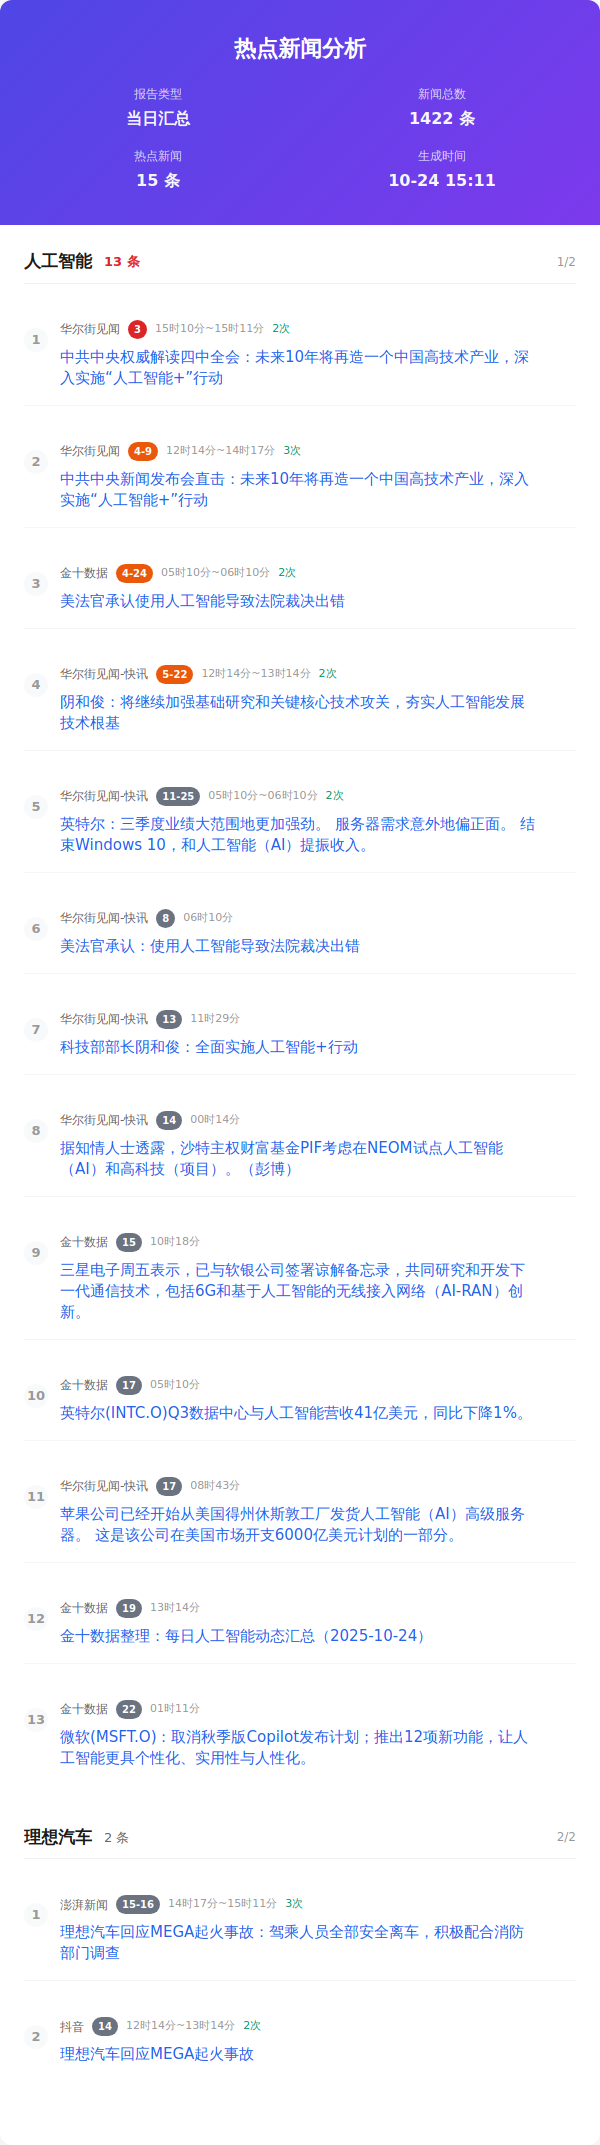 热点新闻分析
报告类型
新闻总数
当日汇总
1422 条
热点新闻
生成时间
15 条
10-24 15:11
人工智能 13 条 1/2
1 华尔街见闻 3 15时10分~15时11分 2次
中共中央权威解读四中全会：未来10年将再造一个中国高技术产业，深
入实施“人工智能+”行动
2 华尔街见闻 4-9 12时14分~14时17分 3次
中共中央新闻发布会直击：未来10年将再造一个中国高技术产业，深入
实施“人工智能+”行动
3 金十数据 4-24 05时10分~06时10分 2次
美法官承认使用人工智能导致法院裁决出错
4 华尔街见闻-快讯 5-22 12时14分~13时14分 2次
阴和俊：将继续加强基础研究和关键核心技术攻关，夯实人工智能发展
技术根基
5 华尔街见闻-快讯 11-25 05时10分~06时10分 2次
英特尔：三季度业绩大范围地更加强劲。 服务器需求意外地偏正面。 结
束Windows 10，和人工智能（AI）提振收入。
6 华尔街见闻-快讯 8 06时10分
美法官承认：使用人工智能导致法院裁决出错
7 华尔街见闻-快讯 13 11时29分
科技部部长阴和俊：全面实施人工智能+行动
8 华尔街见闻-快讯 14 00时14分
据知情人士透露，沙特主权财富基金PIF考虑在NEOM试点人工智能
（AI）和高科技（项目）。（彭博）
9 金十数据 15 10时18分
三星电子周五表示，已与软银公司签署谅解备忘录，共同研究和开发下
一代通信技术，包括6G和基于人工智能的无线接入网络（AI-RAN）创
新。
10 金十数据 17 05时10分
英特尔(INTC.O)Q3数据中心与人工智能营收41亿美元，同比下降1%。
11 华尔街见闻-快讯 17 08时43分
苹果公司已经开始从美国得州休斯敦工厂发货人工智能（AI）高级服务
器。 这是该公司在美国市场开支6000亿美元计划的一部分。
12 金十数据 19 13时14分
金十数据整理：每日人工智能动态汇总（2025-10-24）
13 金十数据 22 01时11分
微软(MSFT.O)：取消秋季版Copilot发布计划；推出12项新功能，让人
工智能更具个性化、实用性与人性化。
理想汽车 2 条 2/2
1 澎湃新闻 15-16 14时17分~15时11分 3次
理想汽车回应MEGA起火事故：驾乘人员全部安全离车，积极配合消防
部门调查
2 抖音 14 12时14分~13时14分 2次
理想汽车回应MEGA起火事故